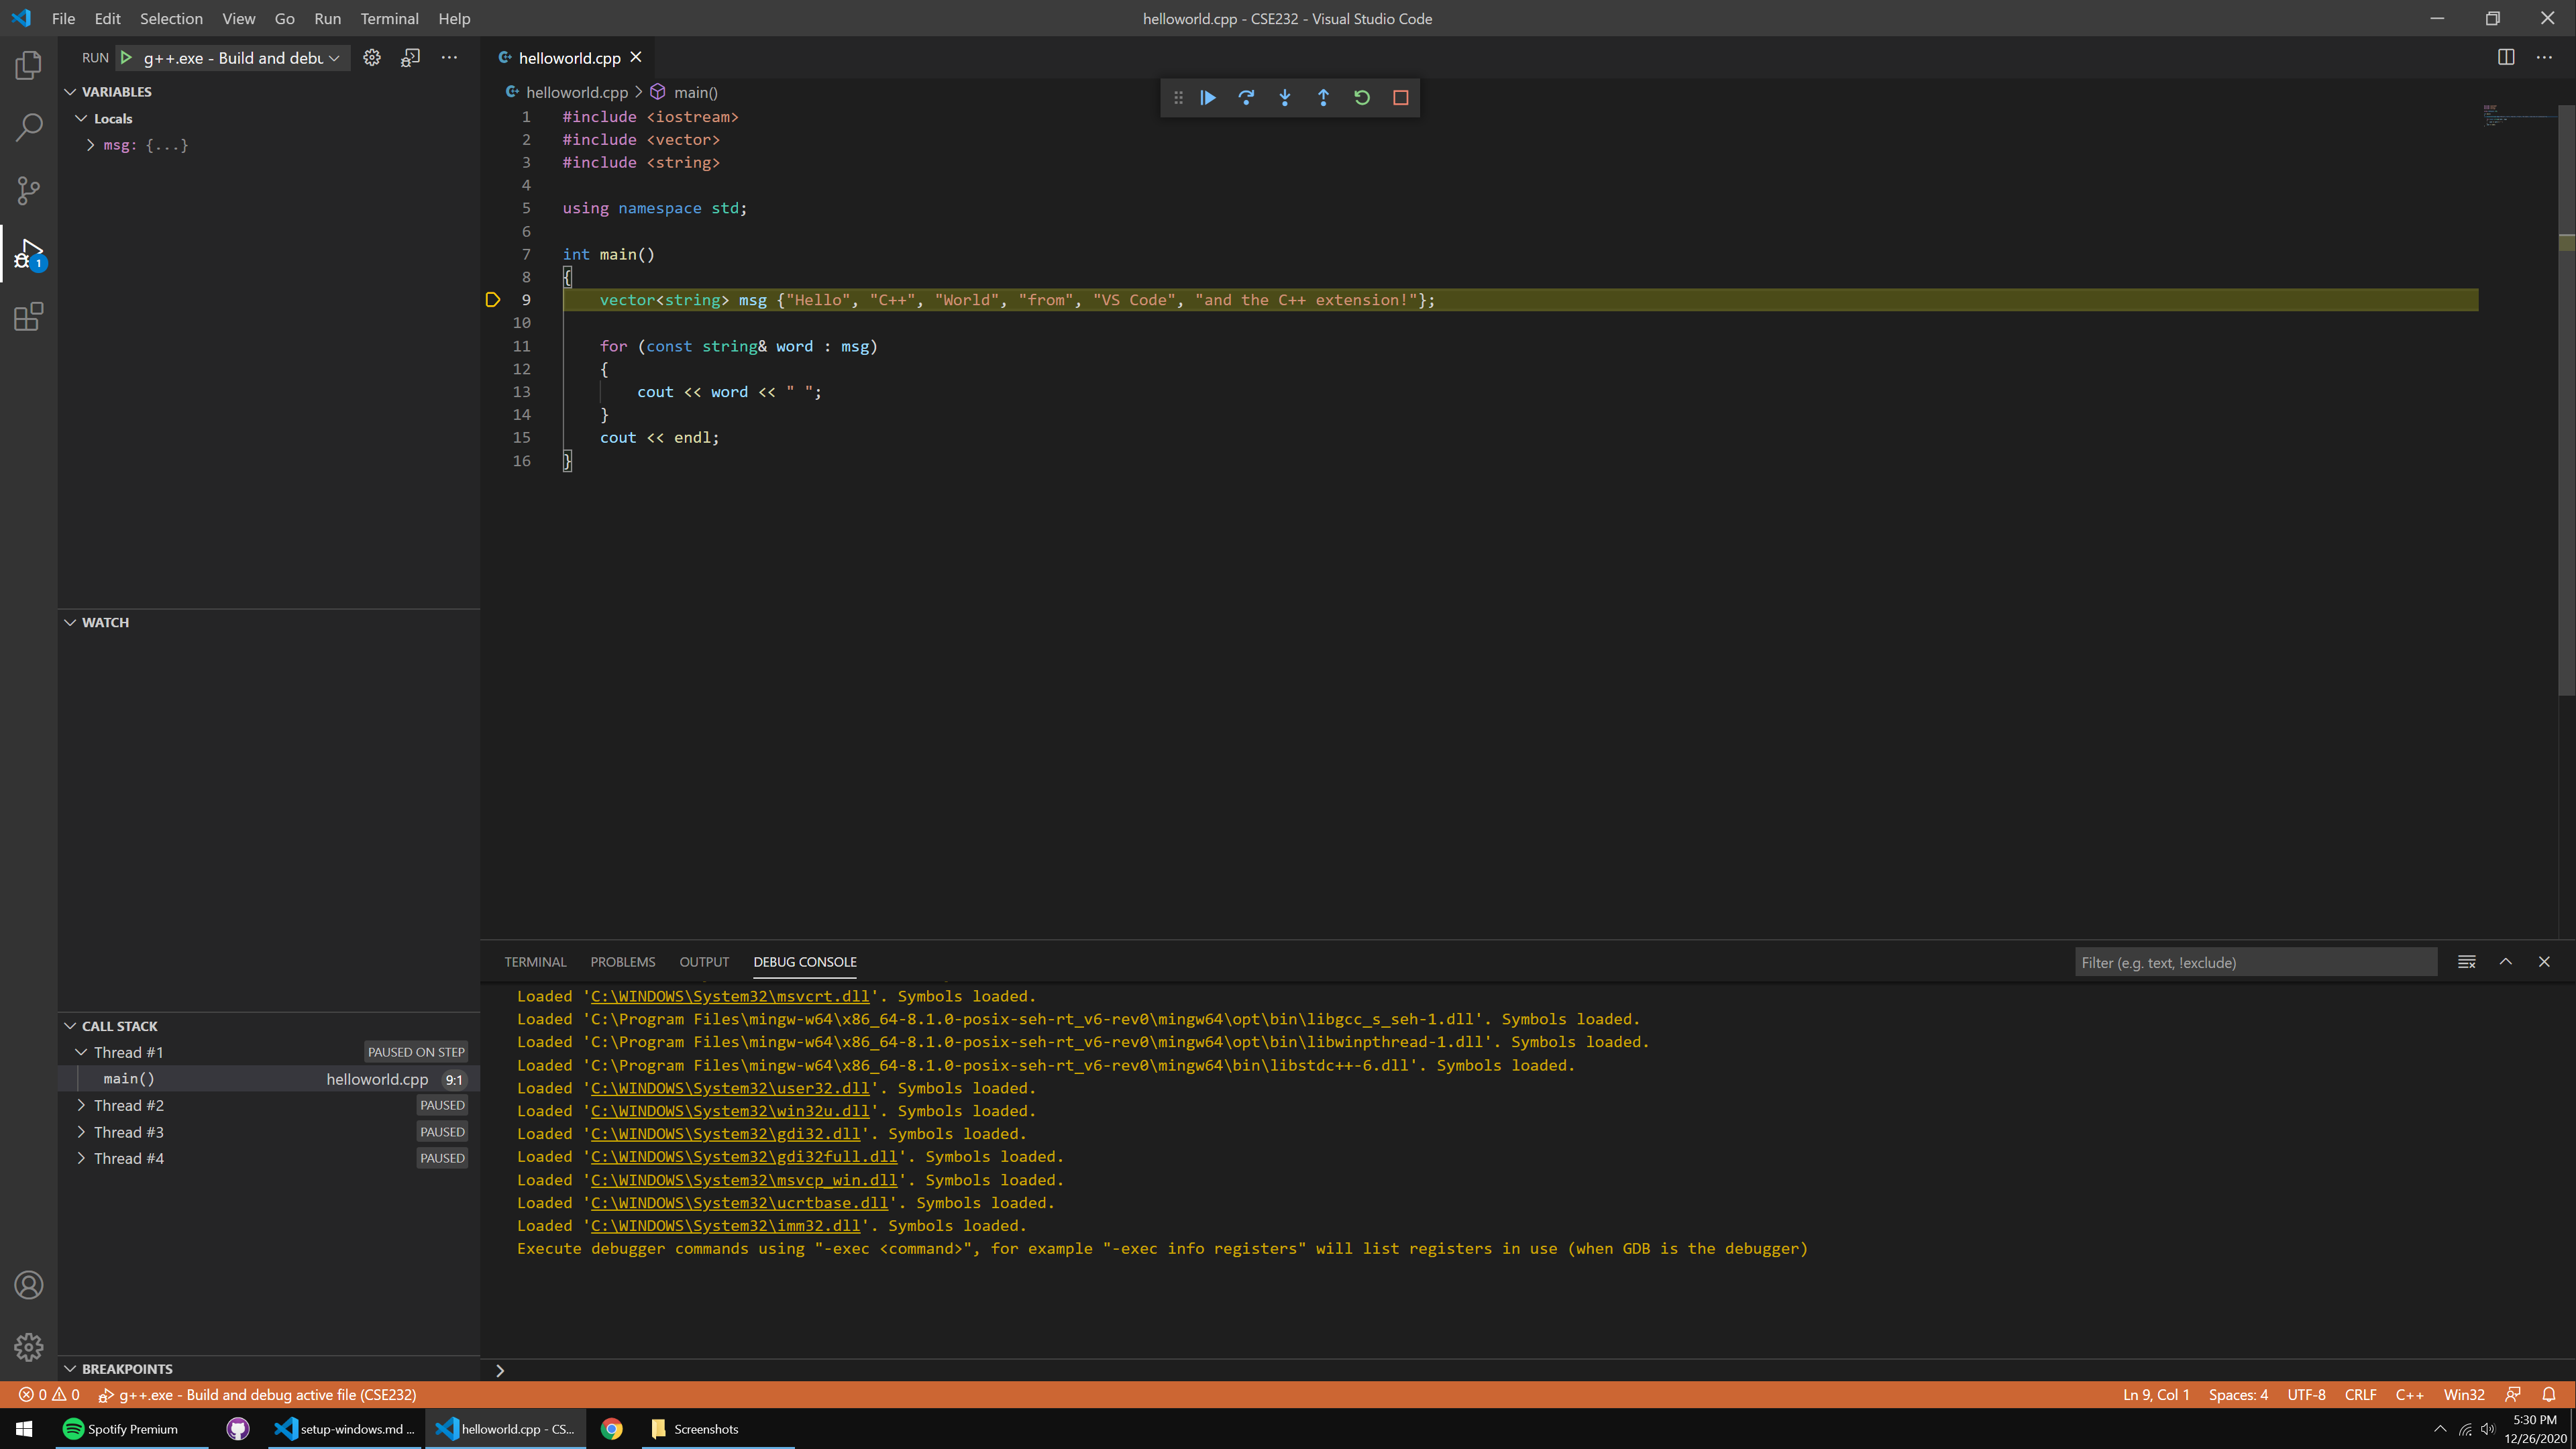 File Edit Selection View Go Run Terminal Help
helloworld.cpp - CSE232 - Visual Studio Code
RUN g++.exe - Build and debu
VARIABLES
Locals
msg: {...}
1
WATCH
CALL STACK
Thread #1 PAUSED ON STEP
main() helloworld.cpp 9:1
Thread #2 PAUSED
Thread #3 PAUSED
Thread #4 PAUSED
BREAKPOINTS
helloworld.cpp
helloworld.cpp > main()
1 #include <iostream>
2 #include <vector>
3 #include <string>
4
5 using namespace std;
6
7 int main()
8 {
9 vector<string> msg {"Hello", "C++", "World", "from", "VS Code", "and the C++ extension!"};
10
11 for (const string& word : msg)
12 {
13 cout << word << " ";
14 }
15 cout << endl;
16 }
TERMINAL PROBLEMS OUTPUT DEBUG CONSOLE
Filter (e.g. text, !exclude)
Loaded 'C:\WINDOWS\System32\msvcrt.dll'. Symbols loaded.
Loaded 'C:\Program Files\mingw-w64\x86_64-8.1.0-posix-seh-rt_v6-rev0\mingw64\opt\bin\libgcc_s_seh-1.dll'. Symbols loaded.
Loaded 'C:\Program Files\mingw-w64\x86_64-8.1.0-posix-seh-rt_v6-rev0\mingw64\opt\bin\libwinpthread-1.dll'. Symbols loaded.
Loaded 'C:\Program Files\mingw-w64\x86_64-8.1.0-posix-seh-rt_v6-rev0\mingw64\bin\libstdc++-6.dll'. Symbols loaded.
Loaded 'C:\WINDOWS\System32\user32.dll'. Symbols loaded.
Loaded 'C:\WINDOWS\System32\win32u.dll'. Symbols loaded.
Loaded 'C:\WINDOWS\System32\gdi32.dll'. Symbols loaded.
Loaded 'C:\WINDOWS\System32\gdi32full.dll'. Symbols loaded.
Loaded 'C:\WINDOWS\System32\msvcp_win.dll'. Symbols loaded.
Loaded 'C:\WINDOWS\System32\ucrtbase.dll'. Symbols loaded.
Loaded 'C:\WINDOWS\System32\imm32.dll'. Symbols loaded.
Execute debugger commands using "-exec <command>", for example "-exec info registers" will list registers in use (when GDB is the debugger)
0 0 g++.exe - Build and debug active file (CSE232)
Ln 9, Col 1 Spaces: 4 UTF-8 CRLF C++ Win32
Spotify Premium setup-windows.md ... helloworld.cpp - CS... Screenshots
5:30 PM
12/26/2020